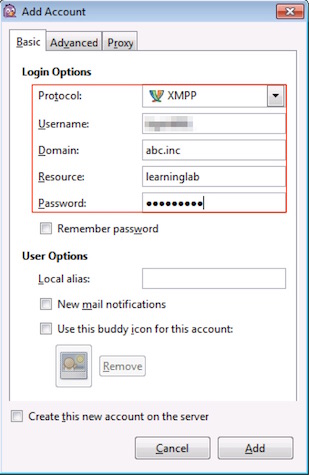 Add Account
Basic Advanced Proxy
Login Options
Protocol: XMPP
Username:
Domain: abc.inc
Resource: learninglab
Password: ●●●●●●●●●
Remember password
User Options
Local alias:
New mail notifications
Use this buddy icon for this account:
Remove
Create this new account on the server
Cancel Add